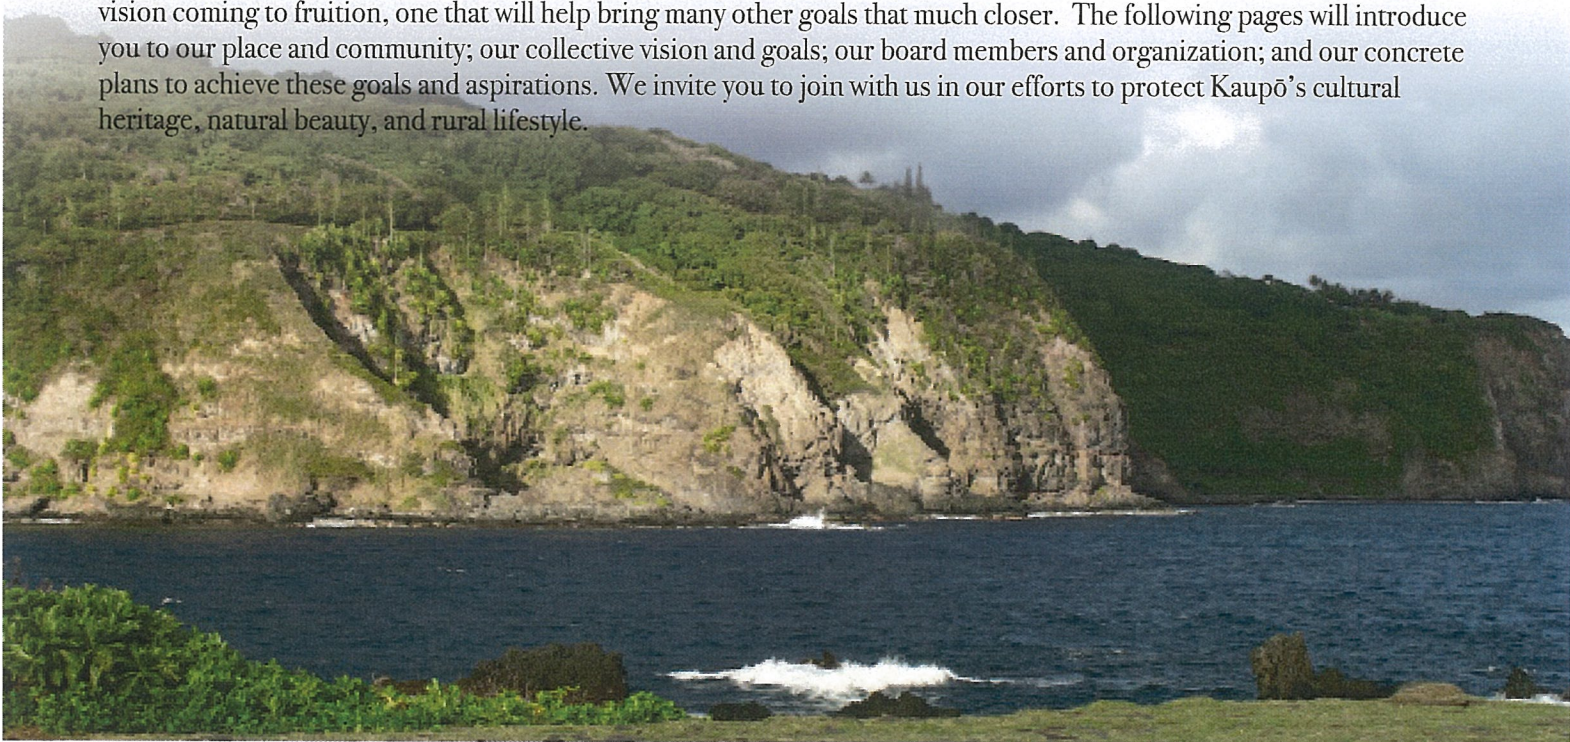 vision coming to fruition, one that will help bring many other goals that much closer.  The following pages will introduce
you to our place and community; our collective vision and goals; our board members and organization; and our concrete
plans to achieve these goals and aspirations. We invite you to join with us in our efforts to protect Kaupō's cultural
heritage, natural beauty, and rural lifestyle.